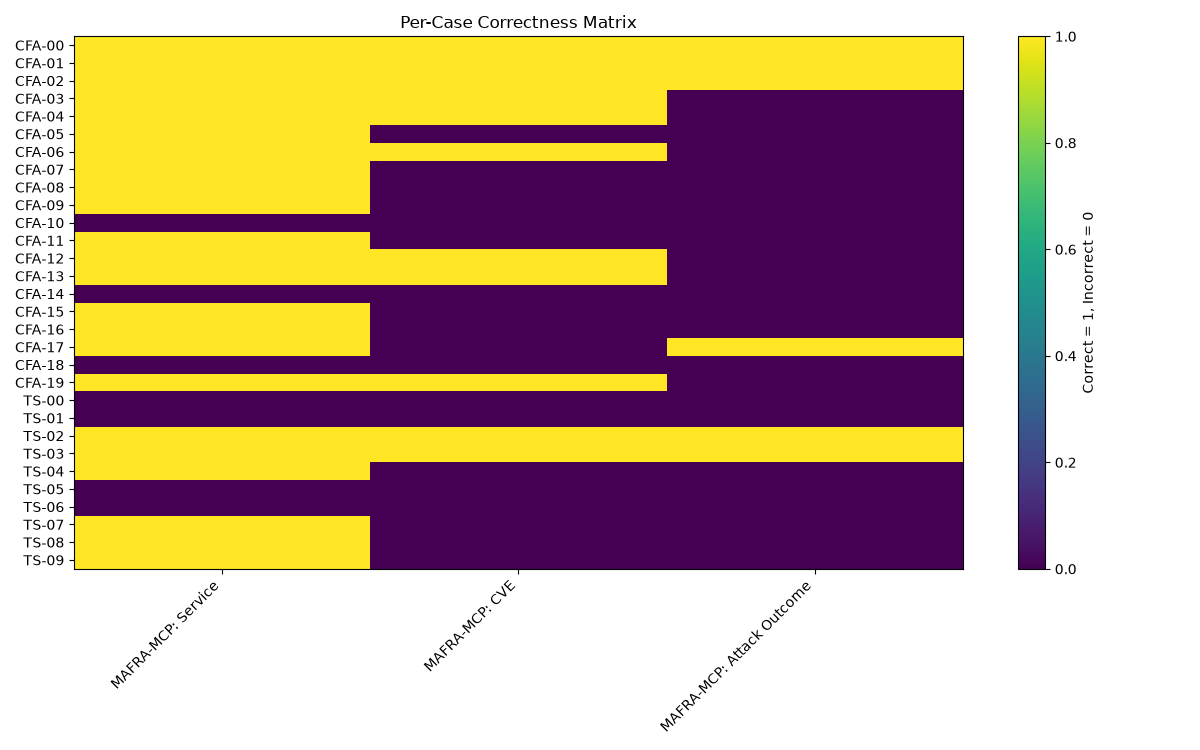 Per-Case Correctness Matrix
CFA-00
CFA-01
CFA-02
CFA-03
CFA-04
CFA-05
CFA-06
CFA-07
CFA-08
CFA-09
CFA-10
CFA-11
CFA-12
CFA-13
CFA-14
CFA-15
CFA-16
CFA-17
CFA-18
CFA-19
TS-00
TS-01
TS-02
TS-03
TS-04
TS-05
TS-06
TS-07
TS-08
TS-09
MAFRA-MCP: Service
MAFRA-MCP: CVE
MAFRA-MCP: Attack Outcome
1.0
0.8
0.6
0.4
0.2
0.0
Correct = 1, Incorrect = 0